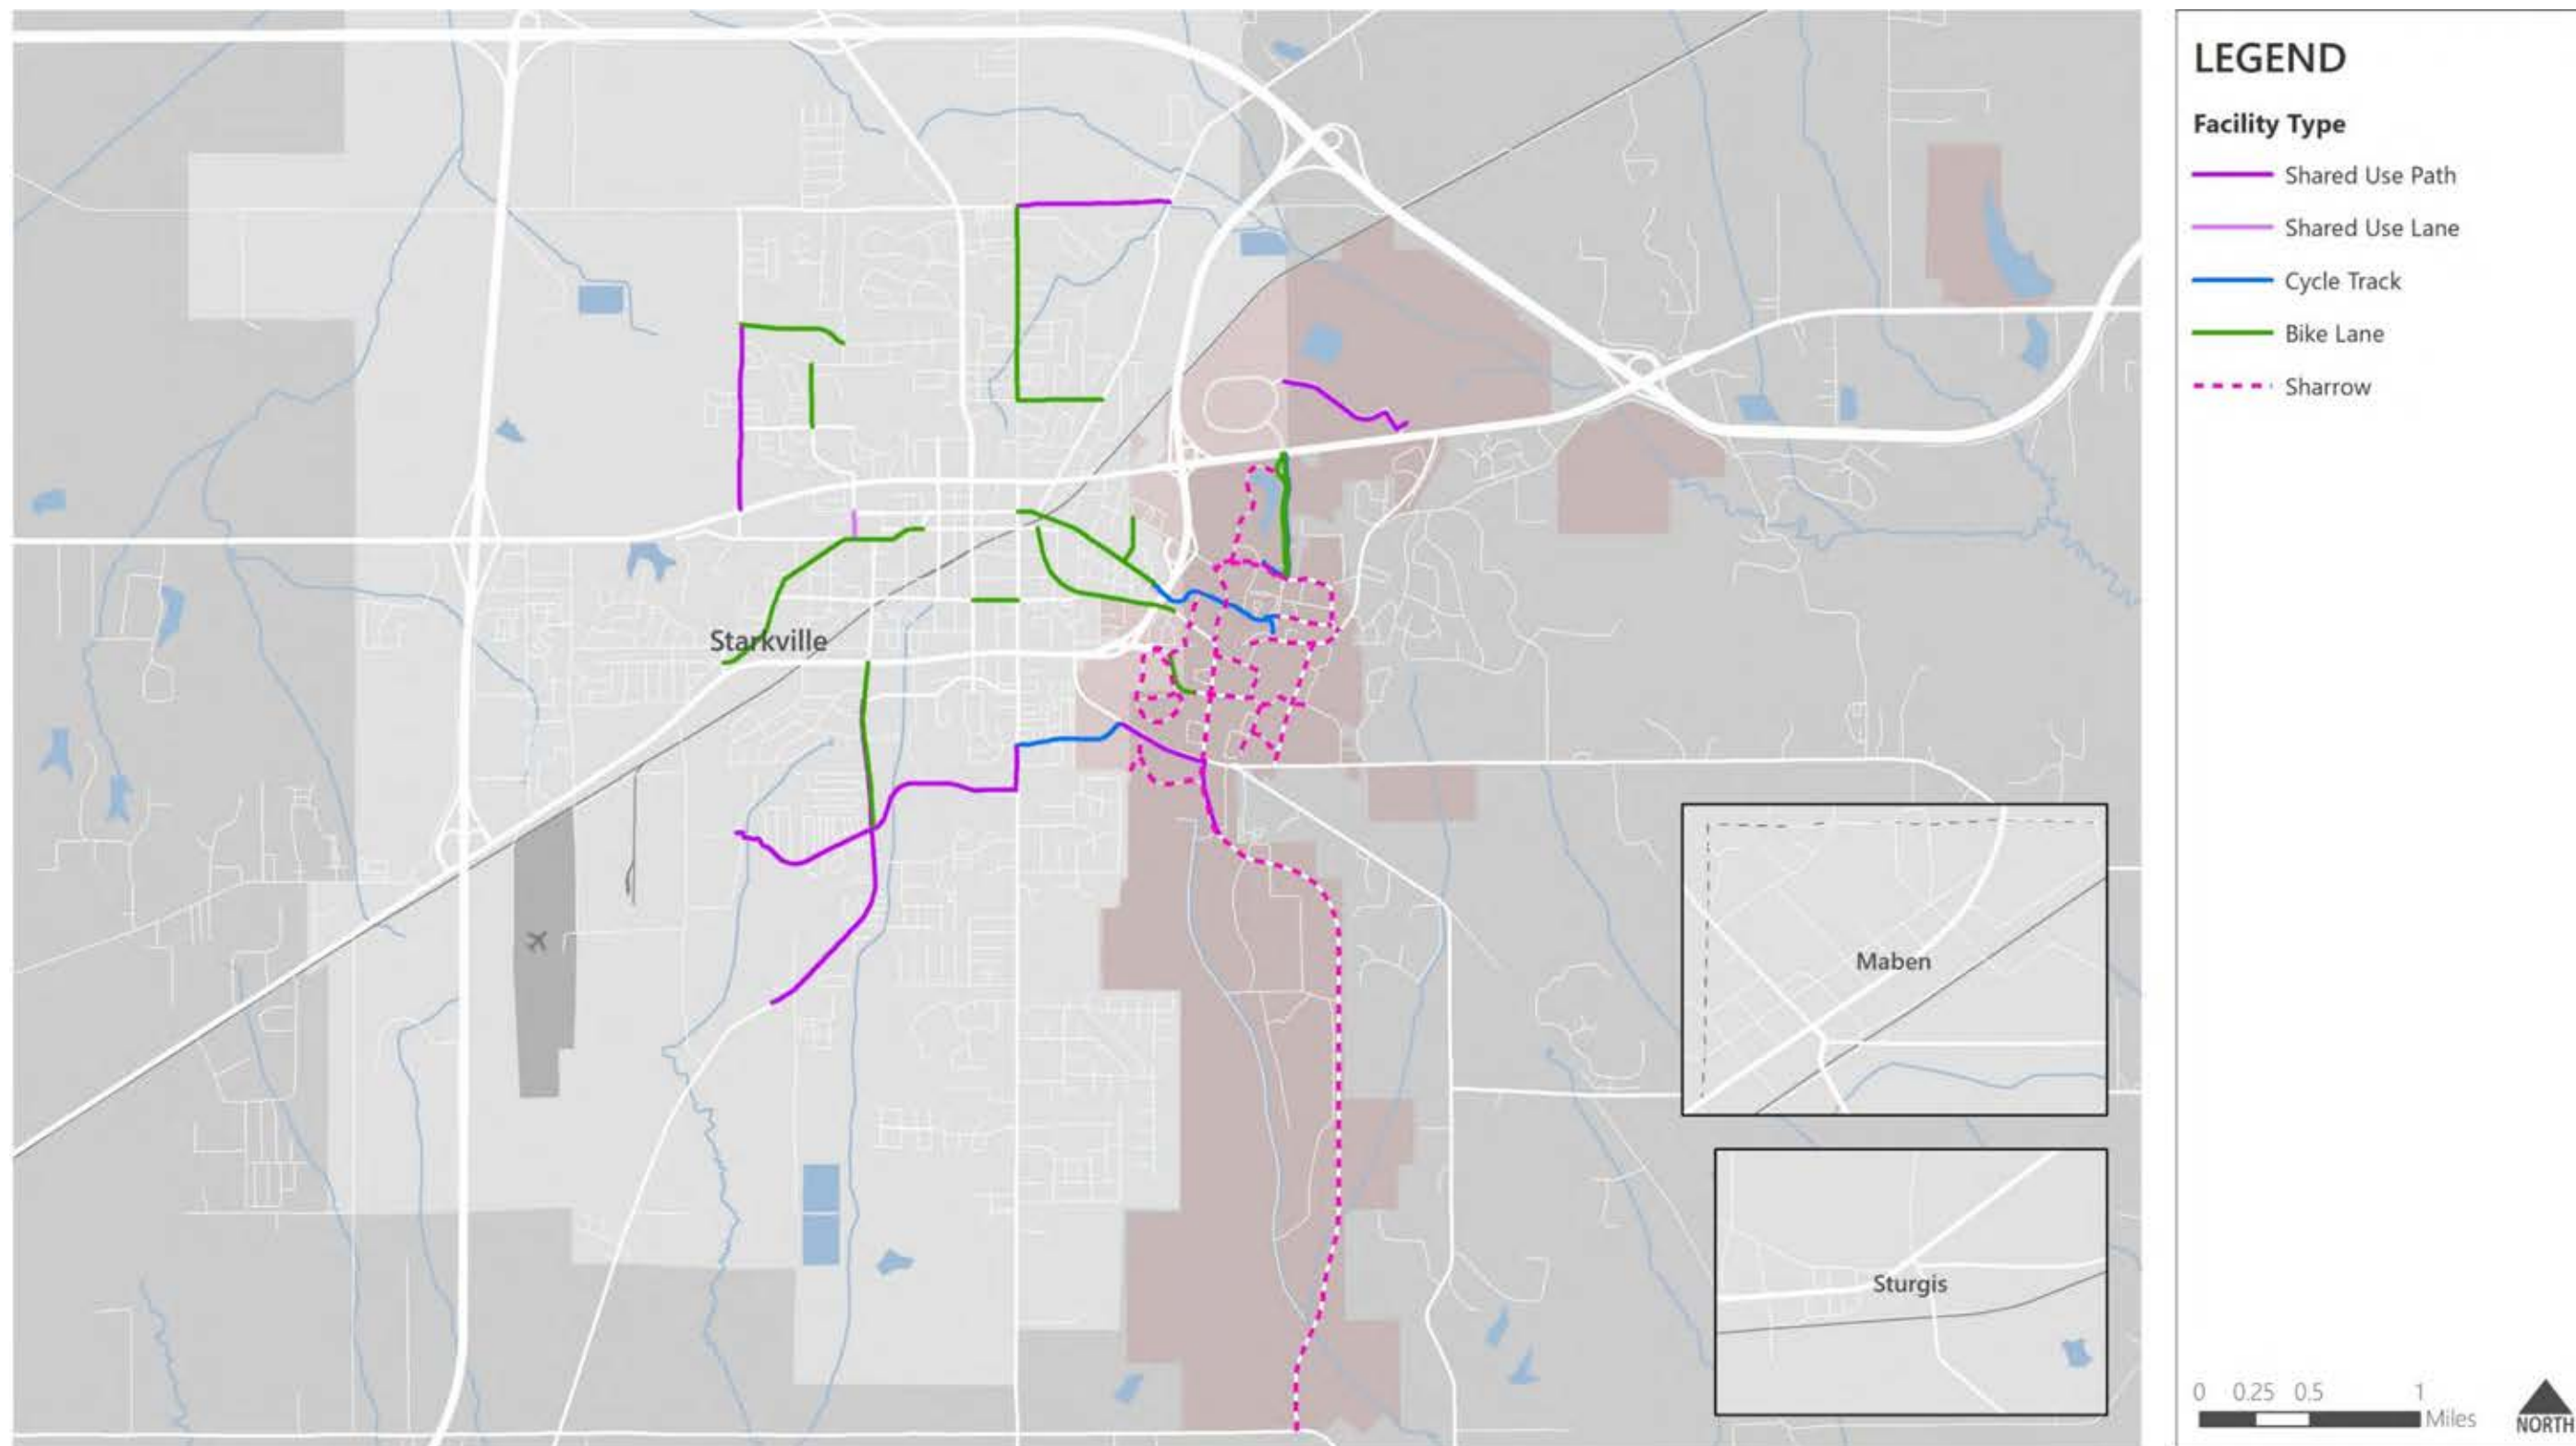 LEGEND
Facility Type
Shared Use Path
Shared Use Lane
Cycle Track
Bike Lane
Sharrow
Starkville
Maben
Sturgis
0 0.25 0.5 1
Miles
NORTH